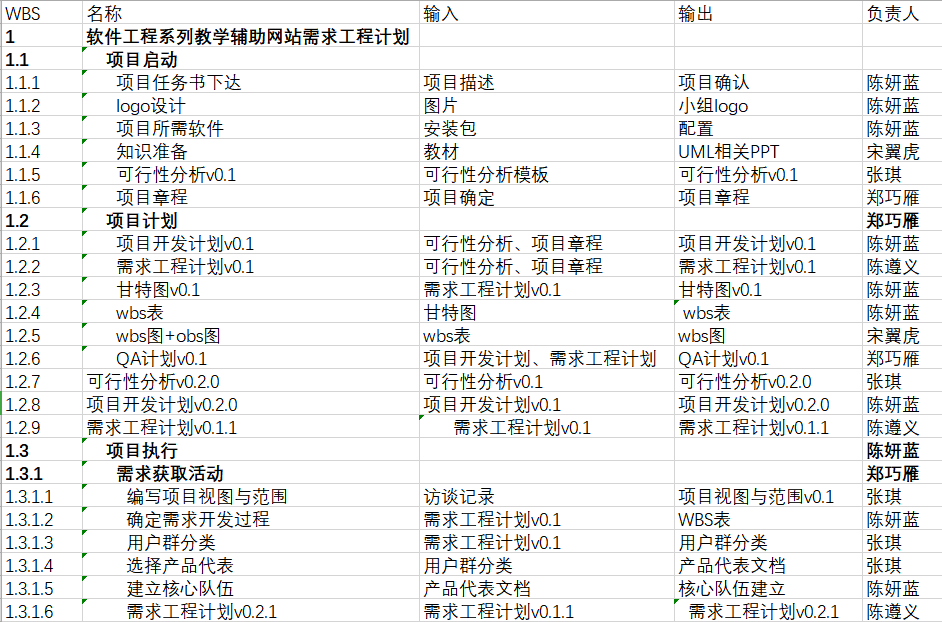 WBS 名称 输入 输出 负责人
1 软件工程系列教学辅助网站需求工程计划
1.1 项目启动
1.1.1 项目任务书下达 项目描述 项目确认 陈妍蓝
1.1.2 logo设计 图片 小组logo 陈妍蓝
1.1.3 项目所需软件 安装包 配置 陈妍蓝
1.1.4 知识准备 教材 UML相关PPT 宋翼虎
1.1.5 可行性分析v0.1 可行性分析模板 可行性分析v0.1 张琪
1.1.6 项目章程 项目确定 项目章程 郑巧雁
1.2 项目计划 郑巧雁
1.2.1 项目开发计划v0.1 可行性分析、项目章程 项目开发计划v0.1 陈妍蓝
1.2.2 需求工程计划v0.1 可行性分析、项目章程 需求工程计划v0.1 陈遵义
1.2.3 甘特图v0.1 需求工程计划v0.1 甘特图v0.1 陈妍蓝
1.2.4 wbs表 甘特图 wbs表 陈妍蓝
1.2.5 wbs图+obs图 wbs表 wbs图 宋翼虎
1.2.6 QA计划v0.1 项目开发计划、需求工程计划 QA计划v0.1 郑巧雁
1.2.7 可行性分析v0.2.0 可行性分析v0.1 可行性分析v0.2.0 张琪
1.2.8 项目开发计划v0.2.0 项目开发计划v0.1 项目开发计划v0.2.0 陈妍蓝
1.2.9 需求工程计划v0.1.1 需求工程计划v0.1 需求工程计划v0.1.1 陈遵义
1.3 项目执行 陈妍蓝
1.3.1 需求获取活动 郑巧雁
1.3.1.1 编写项目视图与范围 访谈记录 项目视图与范围v0.1 张琪
1.3.1.2 确定需求开发过程 需求工程计划v0.1 WBS表 陈妍蓝
1.3.1.3 用户群分类 需求工程计划v0.1 用户群分类 张琪
1.3.1.4 选择产品代表 用户群分类 产品代表文档 张琪
1.3.1.5 建立核心队伍 产品代表文档 核心队伍建立 陈妍蓝
1.3.1.6 需求工程计划v0.2.1 需求工程计划v0.1.1 需求工程计划v0.2.1 陈遵义